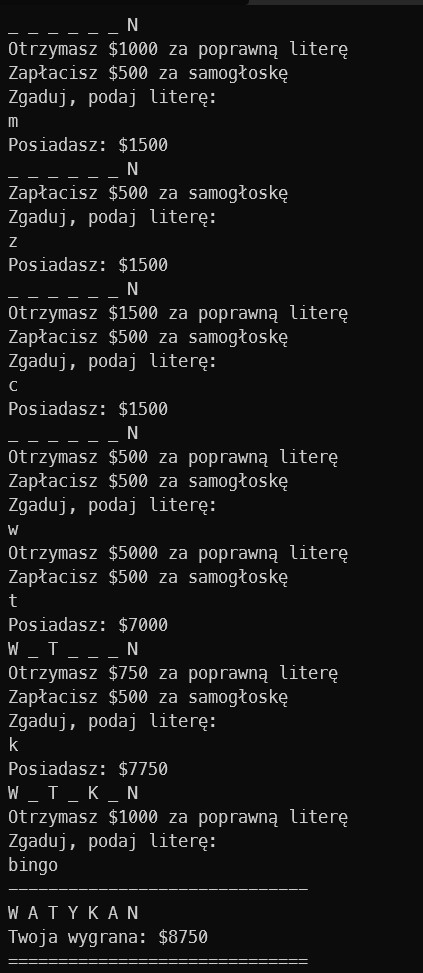 _ _ _ _ _ _ N
Otrzymasz $1000 za poprawną literę
Zapłacisz $500 za samogłoskę
Zgaduj, podaj literę:
m
Posiadasz: $1500
_ _ _ _ _ _ N
Zapłacisz $500 za samogłoskę
Zgaduj, podaj literę:
z
Posiadasz: $1500
_ _ _ _ _ _ N
Otrzymasz $1500 za poprawną literę
Zapłacisz $500 za samogłoskę
Zgaduj, podaj literę:
c
Posiadasz: $1500
_ _ _ _ _ _ N
Otrzymasz $500 za poprawną literę
Zapłacisz $500 za samogłoskę
Zgaduj, podaj literę:
w
Otrzymasz $5000 za poprawną literę
Zapłacisz $500 za samogłoskę
t
Posiadasz: $7000
W _ T _ _ _ N
Otrzymasz $750 za poprawną literę
Zapłacisz $500 za samogłoskę
Zgaduj, podaj literę:
k
Posiadasz: $7750
W _ T _ K _ N
Otrzymasz $1000 za poprawną literę
Zgaduj, podaj literę:
bingo
------------------------------
W A T Y K A N
Twoja wygrana: $8750
==============================